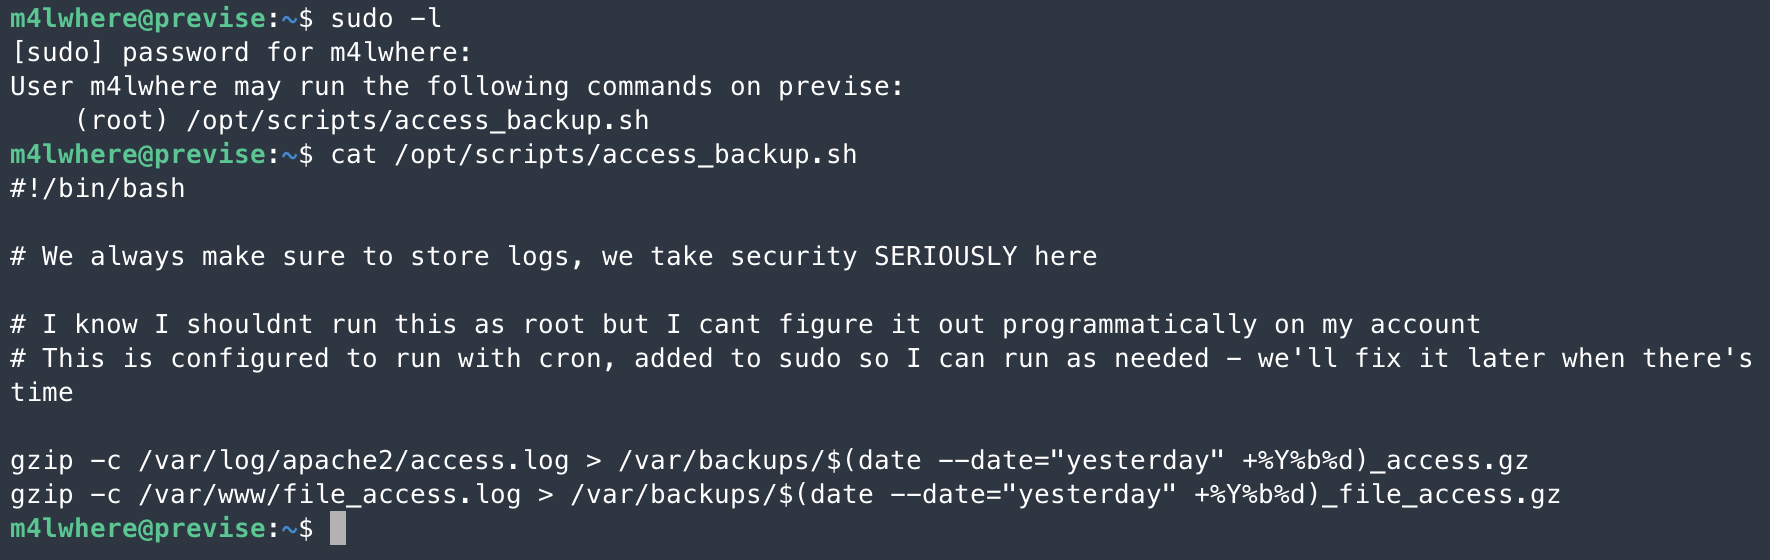 m4lwhere@previse:~$ sudo -l
[sudo] password for m4lwhere:
User m4lwhere may run the following commands on previse:
    (root) /opt/scripts/access_backup.sh
m4lwhere@previse:~$ cat /opt/scripts/access_backup.sh
#!/bin/bash

# We always make sure to store logs, we take security SERIOUSLY here

# I know I shouldnt run this as root but I cant figure it out programmatically on my account
# This is configured to run with cron, added to sudo so I can run as needed - we'll fix it later when there's
time

gzip -c /var/log/apache2/access.log > /var/backups/$(date --date="yesterday" +%Y%b%d)_access.gz
gzip -c /var/www/file_access.log > /var/backups/$(date --date="yesterday" +%Y%b%d)_file_access.gz
m4lwhere@previse:~$